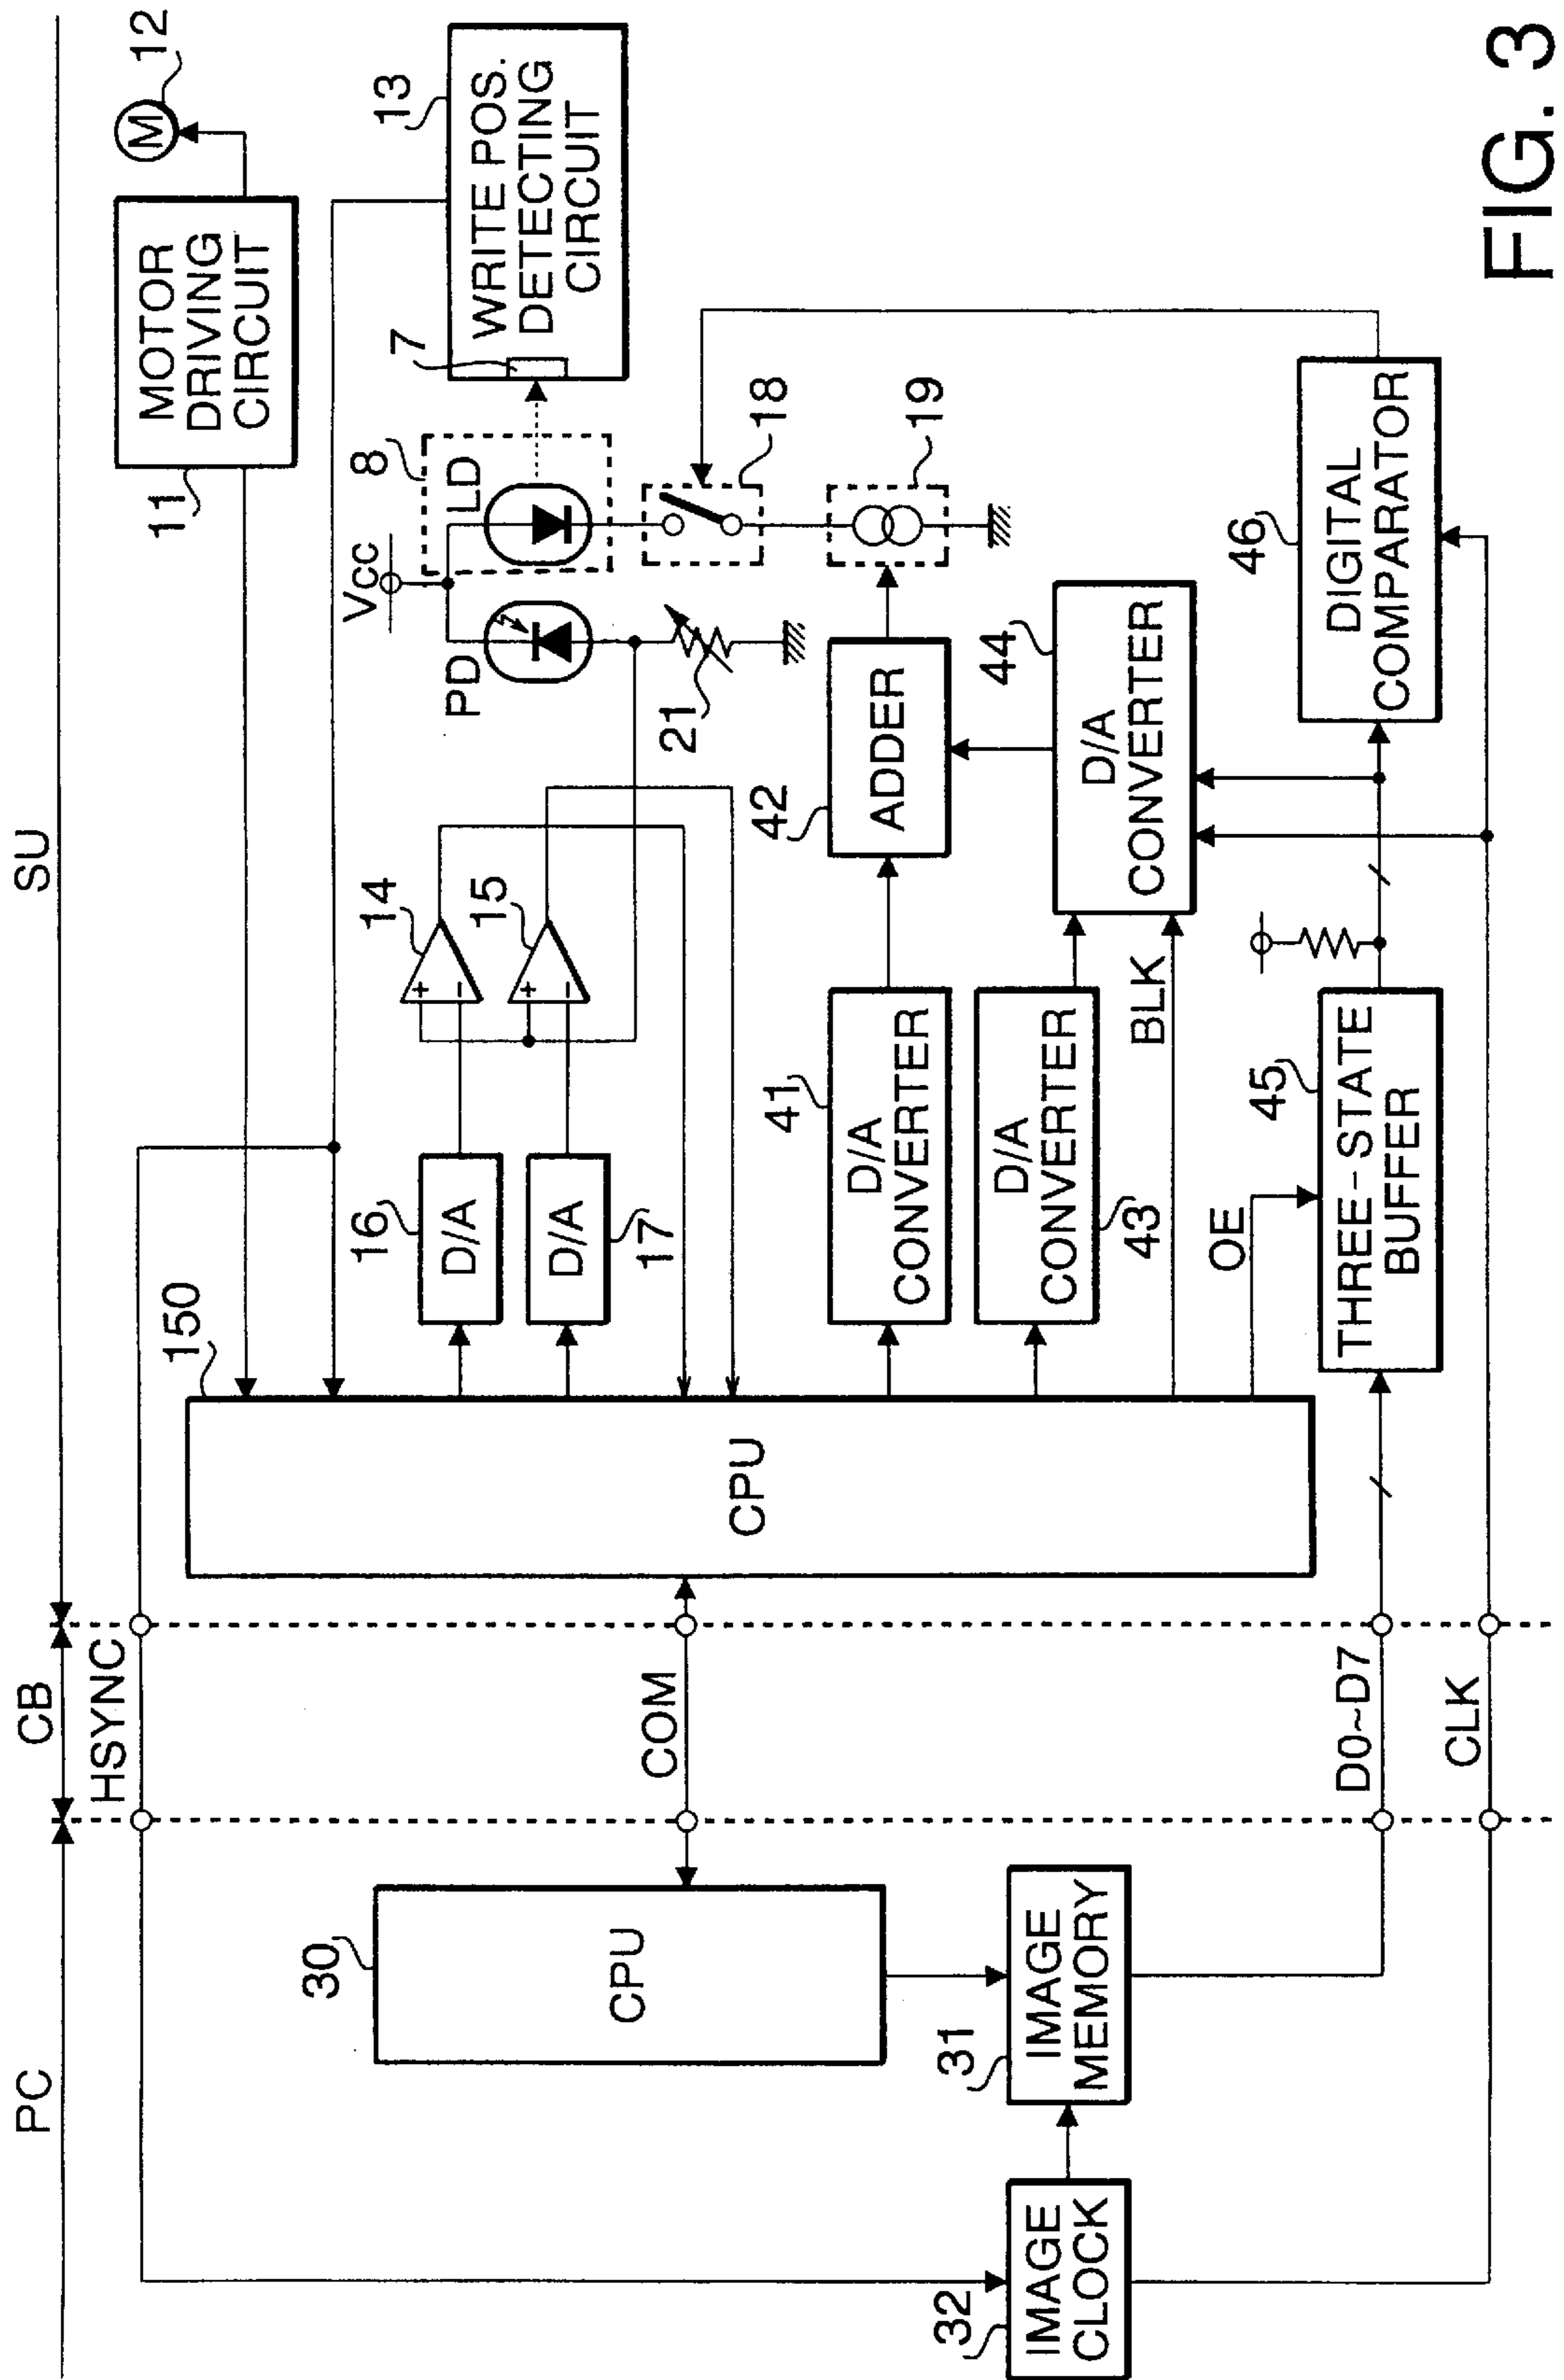 PC
CB
SU
HSYNC
12
M
MOTOR
DRIVING
CIRCUIT
11
13
WRITE POS.
DETECTING
CIRCUIT
7
8
LD
Vcc
PD
21
18
19
14
+
−
15
+
−
16
D/A
D/A
17
150
CPU
COM
30
CPU
41
D/A
CONVERTER
42
ADDER
44
D/A
CONVERTER
D/A
CONVERTER
43
BLK
OE
45
THREE-STATE
BUFFER
46
DIGITAL
COMPARATOR
31
IMAGE
MEMORY
32
IMAGE
CLOCK
D0~D7
CLK
FIG. 3